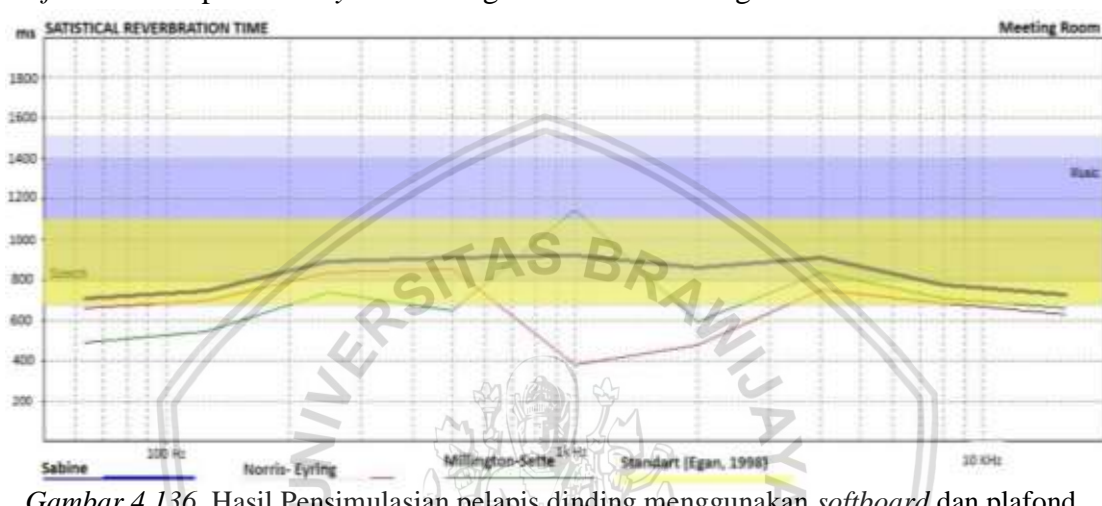 SATISTICAL REVERBRATION TIME
Meeting Room
ms
1800
1600
1400
1200
1000
800
600
400
200
Speech
Music
UNIVERSITAS BRAWIJAYA
100 Hz
1k Hz
10 KHz
Sabine
Norris- Eyring
Millington-Sette
Standart (Egan, 1998)
Gambar 4.136 Hasil Pensimulasian pelapis dinding menggunakan softboard dan plafond